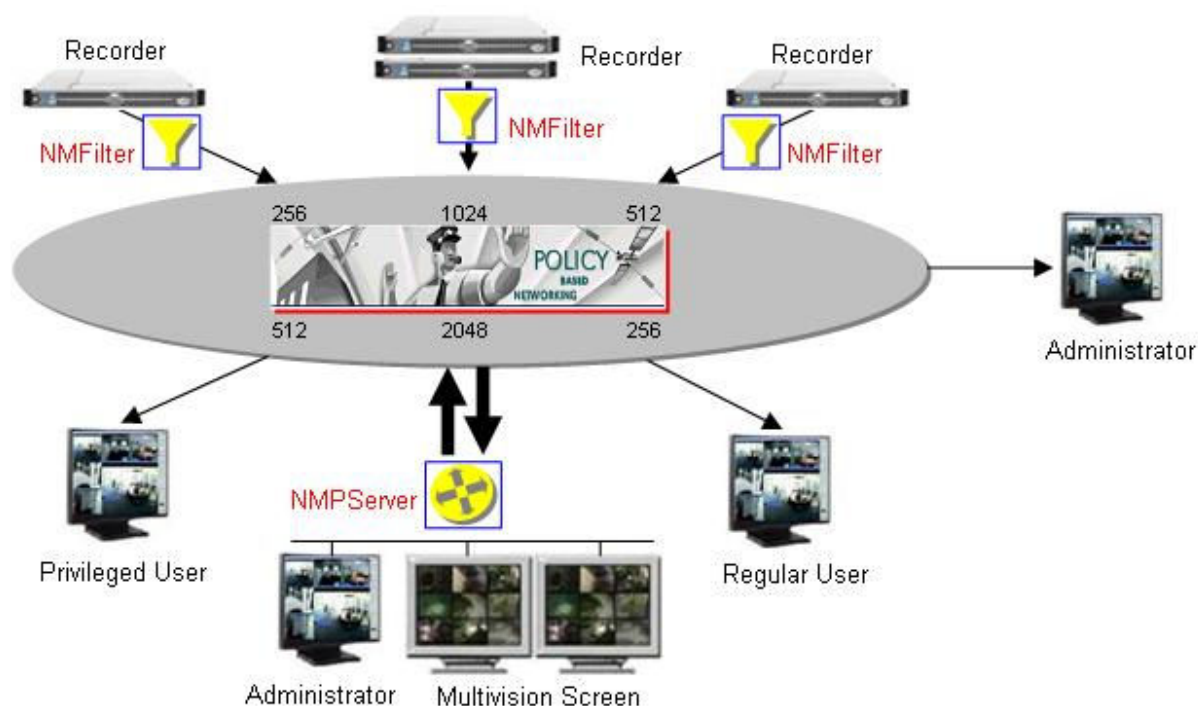 Recorder
Recorder
Recorder
NMFilter
NMFilter
NMFilter
256
1024
512
POLICY
BASED
NETWORKING
512
2048
256
Administrator
NMPServer
Privileged User
Regular User
Administrator
Multivision Screen